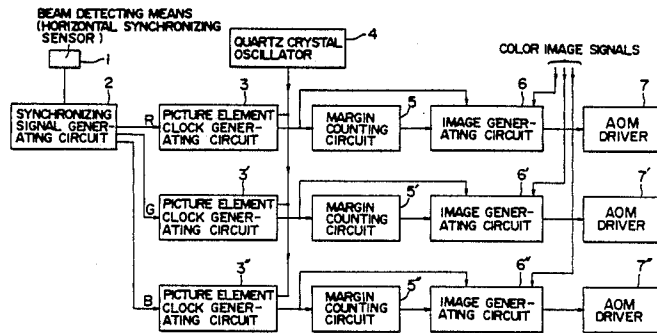 BEAM DETECTING MEANS
(HORIZONTAL SYNCHRONIZING
SENSOR)
1
2
SYNCHRONIZING
SIGNAL GENER-
ATING CIRCUIT
4
QUARTZ CRYSTAL
OSCILLATOR
COLOR IMAGE SIGNALS
R
3
PICTURE ELEMENT
CLOCK GENER-
ATING CIRCUIT
5
MARGIN
COUNTING
CIRCUIT
6
IMAGE GENER-
ATING CIRCUIT
7
AOM
DRIVER
G
3'
PICTURE ELEMENT
CLOCK GENER-
ATING CIRCUIT
5'
MARGIN
COUNTING
CIRCUIT
6'
IMAGE GENER-
ATING CIRCUIT
7'
AOM
DRIVER
B
3"
PICTURE ELEMENT
CLOCK GENER-
ATING CIRCUIT
5"
MARGIN
COUNTING
CIRCUIT
6"
IMAGE GENER-
ATING CIRCUIT
7"
AOM
DRIVER